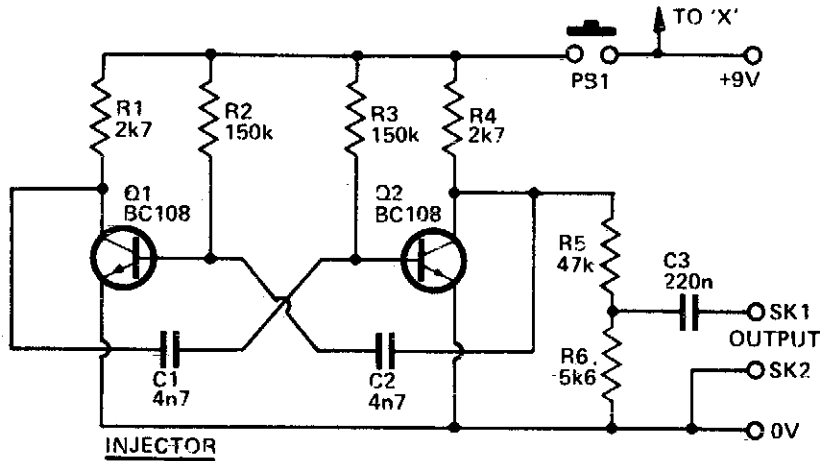 TO 'X'
PB1
+9V
R1
2k7
R2
150k
R3
150k
R4
2k7
Q1
BC108
Q2
BC108
R5
47k
C3
220n
SK1
OUTPUT
R6
5k6
SK2
C1
4n7
C2
4n7
0V
INJECTOR